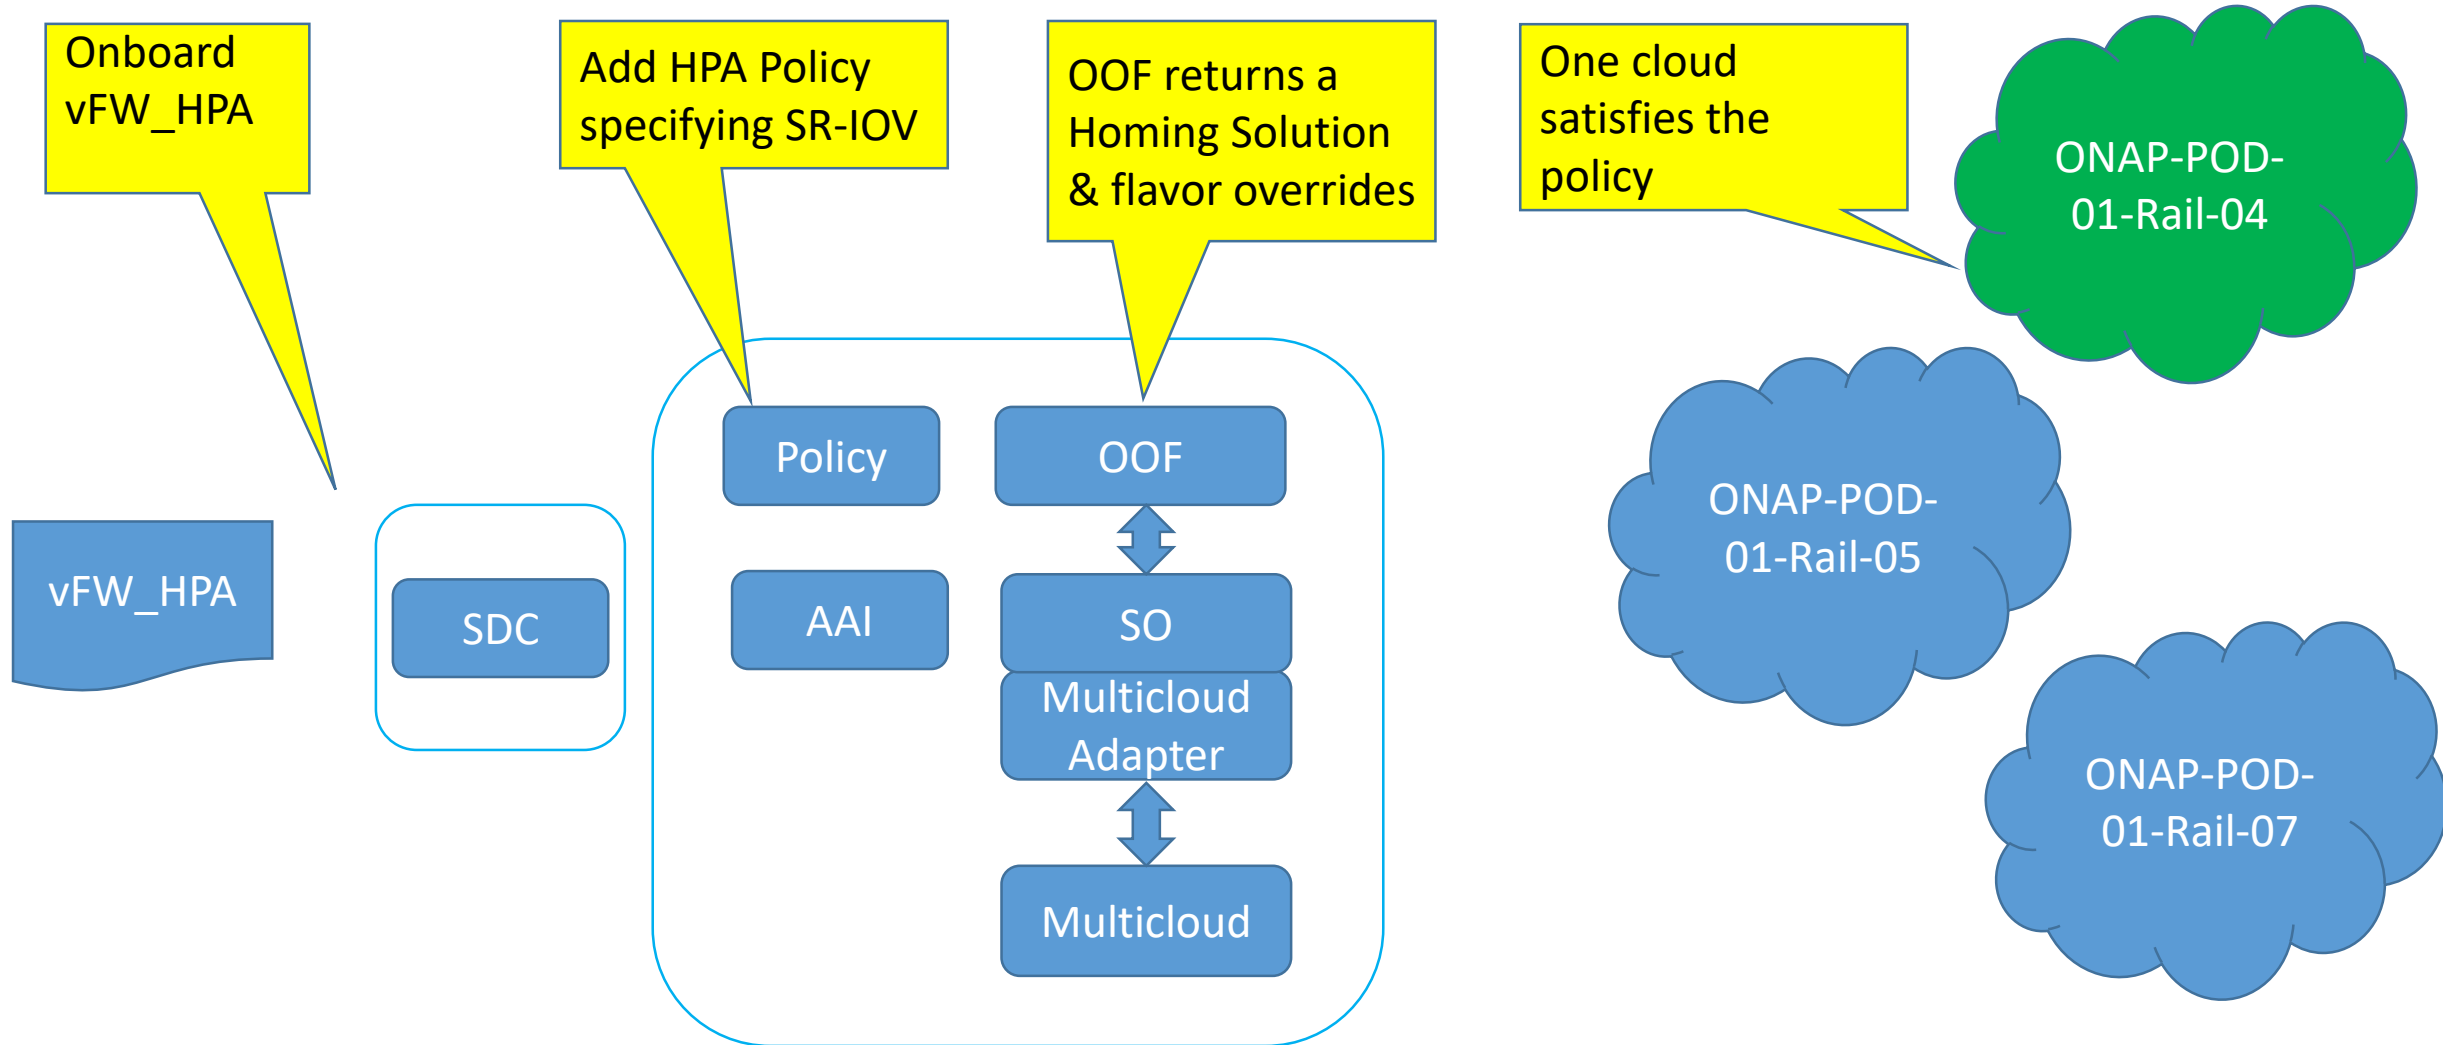 Onboard
vFW_HPA
Add HPA Policy
specifying SR-IOV
OOF returns a
Homing Solution
& flavor overrides
One cloud
satisfies the
policy
ONAP-POD-
01-Rail-04
Policy
OOF
ONAP-POD-
01-Rail-05
vFW_HPA
SDC
AAI
SO
Multicloud
Adapter
ONAP-POD-
01-Rail-07
Multicloud